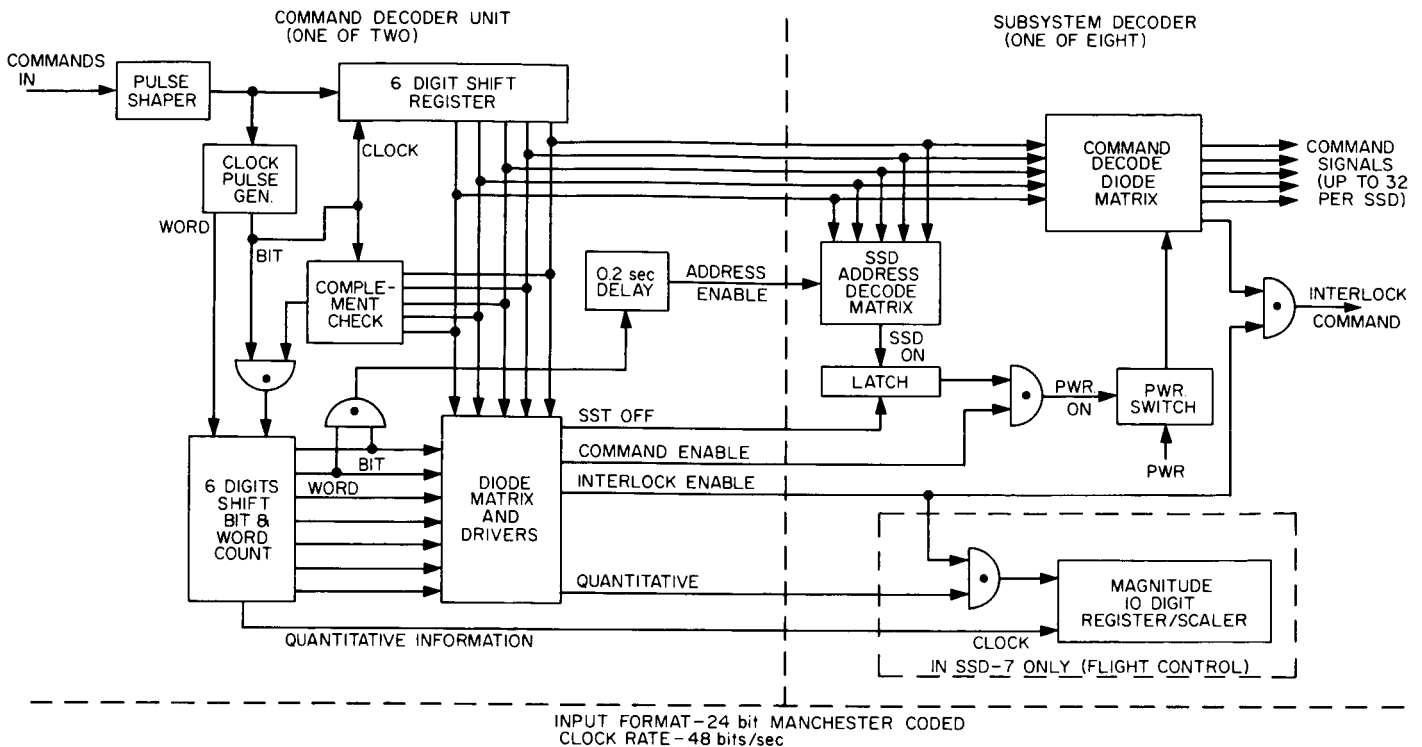 COMMAND DECODER UNIT
(ONE OF TWO)
SUBSYSTEM DECODER
(ONE OF EIGHT)
COMMANDS
IN
PULSE
SHAPER
6 DIGIT SHIFT
REGISTER
CLOCK
CLOCK
PULSE
GEN.
WORD
BIT
COMPLE-
MENT
CHECK
0.2 sec
DELAY
ADDRESS
ENABLE
SSD
ADDRESS
DECODE
MATRIX
COMMAND
DECODE
DIODE
MATRIX
COMMAND
SIGNALS
(UP TO 32
PER SSD)
INTERLOCK
COMMAND
SSD
ON
LATCH
PWR.
ON
PWR.
SWITCH
PWR
6 DIGITS
SHIFT
BIT &
WORD
COUNT
BIT
WORD
DIODE
MATRIX
AND
DRIVERS
SST OFF
COMMAND ENABLE
INTERLOCK ENABLE
QUANTITATIVE
QUANTITATIVE INFORMATION
CLOCK
MAGNITUDE
10 DIGIT
REGISTER/SCALER
IN SSD-7 ONLY (FLIGHT CONTROL)
INPUT FORMAT-24 bit MANCHESTER CODED
CLOCK RATE-48 bits/sec